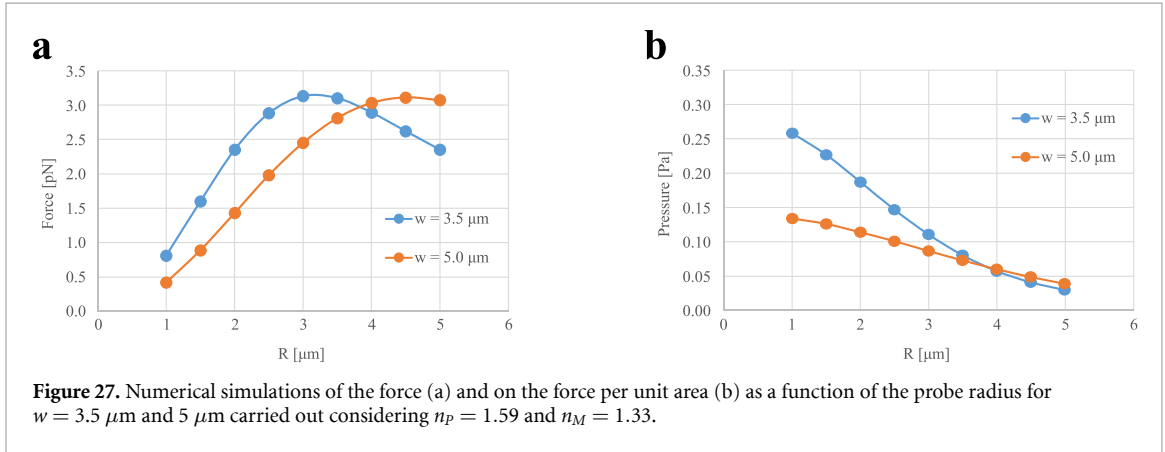 a
b
3.5
3.0
2.5
2.0
1.5
1.0
0.5
0.0
Force [pN]
0 1 2 3 4 5 6
R [μm]
w = 3.5 μm
w = 5.0 μm
0.35
0.30
0.25
0.20
0.15
0.10
0.05
0.00
Pressure [Pa]
0 1 2 3 4 5 6
R [μm]
w = 3.5 μm
w = 5.0 μm
Figure 27. Numerical simulations of the force (a) and on the force per unit area (b) as a function of the probe radius for
w = 3.5 μm and 5 μm carried out considering nP = 1.59 and nM = 1.33.